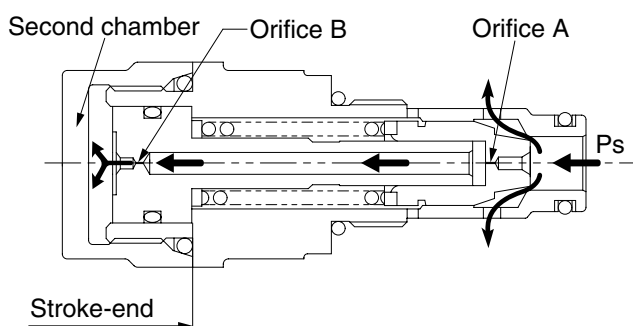 Second chamber
Orifice B
Orifice A
Ps
Stroke-end